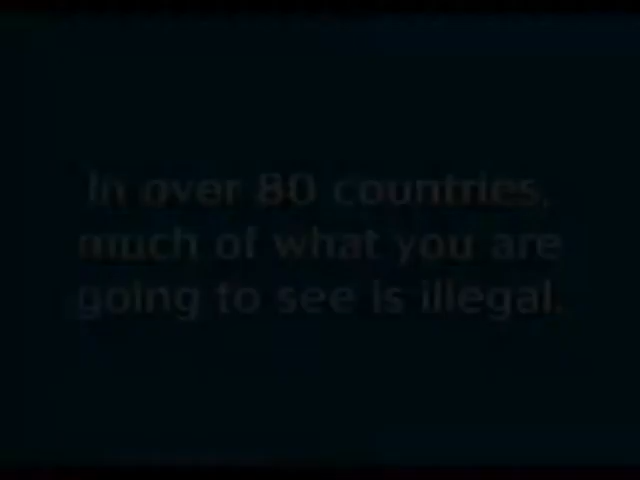 In over 80 countries,
much of what you are
going to see is illegal.